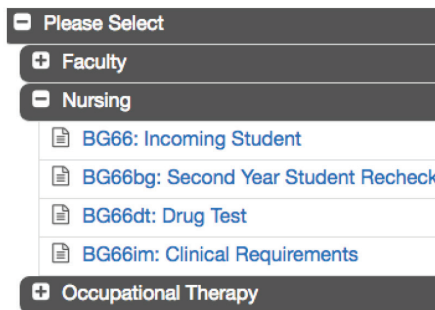 Please Select
Faculty
Nursing
BG66: Incoming Student
BG66bg: Second Year Student Recheck
BG66dt: Drug Test
BG66im: Clinical Requirements
Occupational Therapy